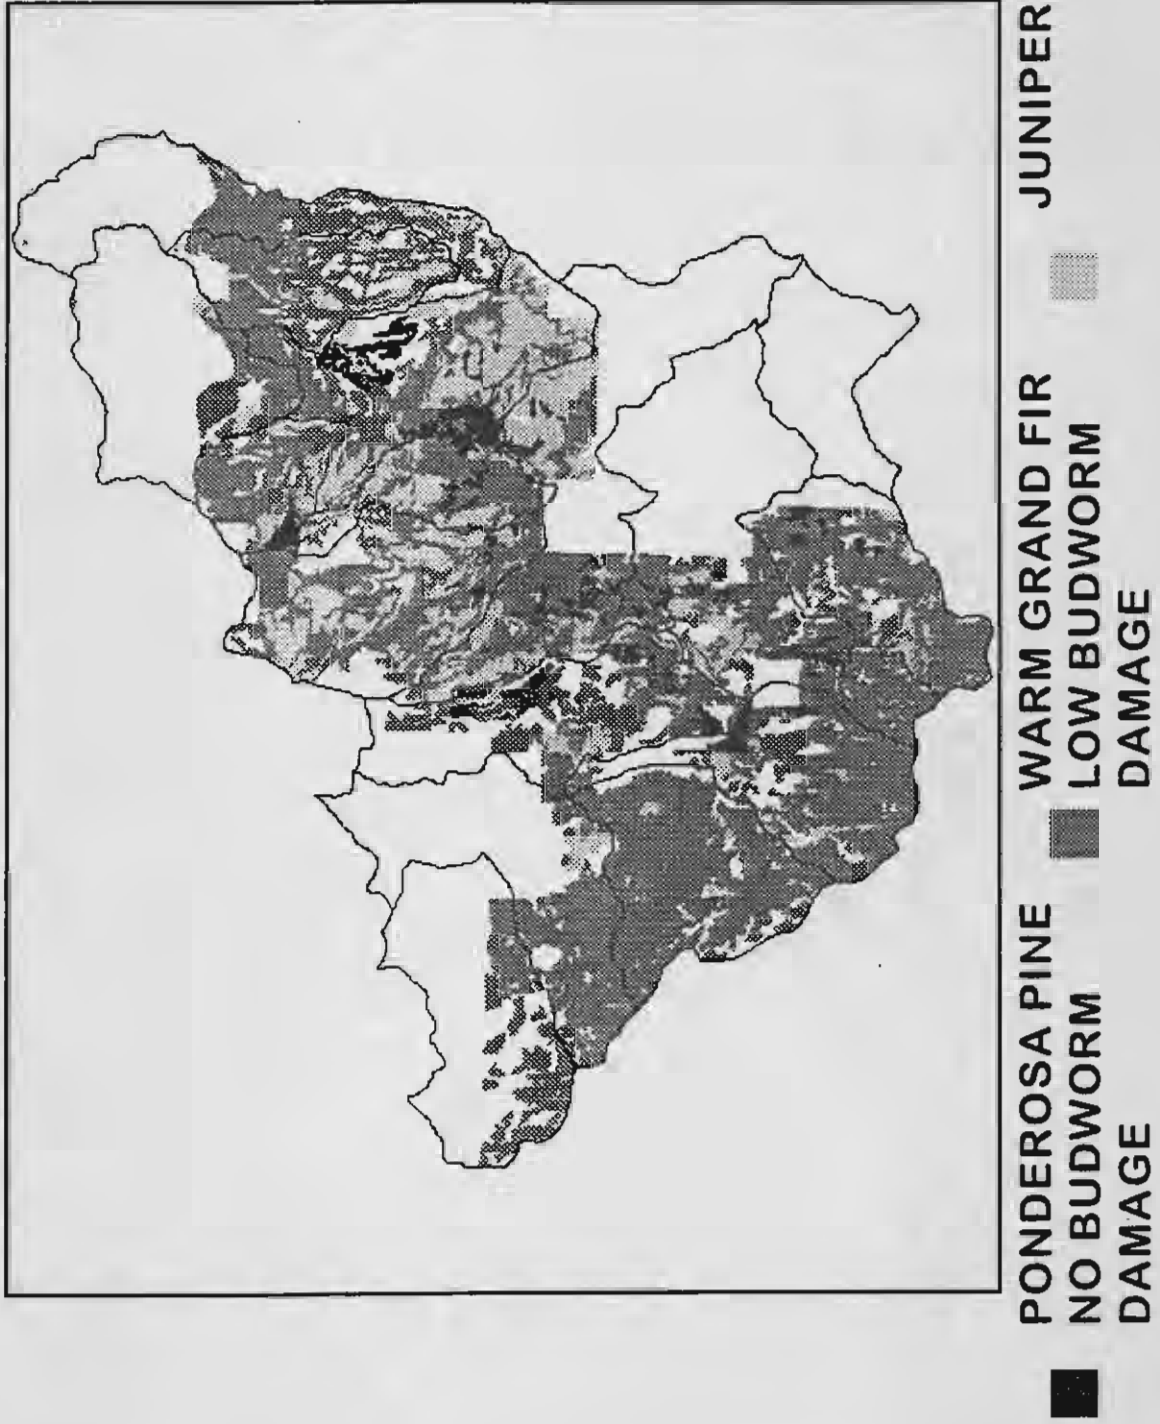 PONDEROSA PINE
NO BUDWORM
DAMAGE
WARM GRAND FIR
LOW BUDWORM
DAMAGE
JUNIPER